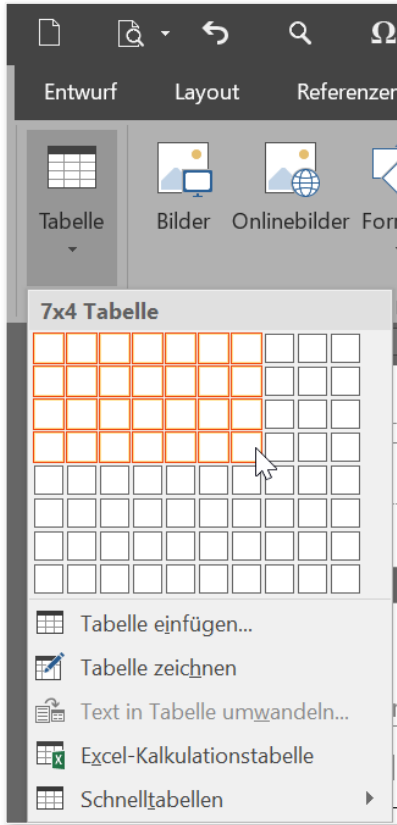 Ω
Entwurf Layout Referenzen
Tabelle Bilder Onlinebilder
7x4 Tabelle
Tabelle einfügen...
Tabelle zeichnen
Text in Tabelle umwandeln...
Excel-Kalkulationstabelle
Schnelltabellen